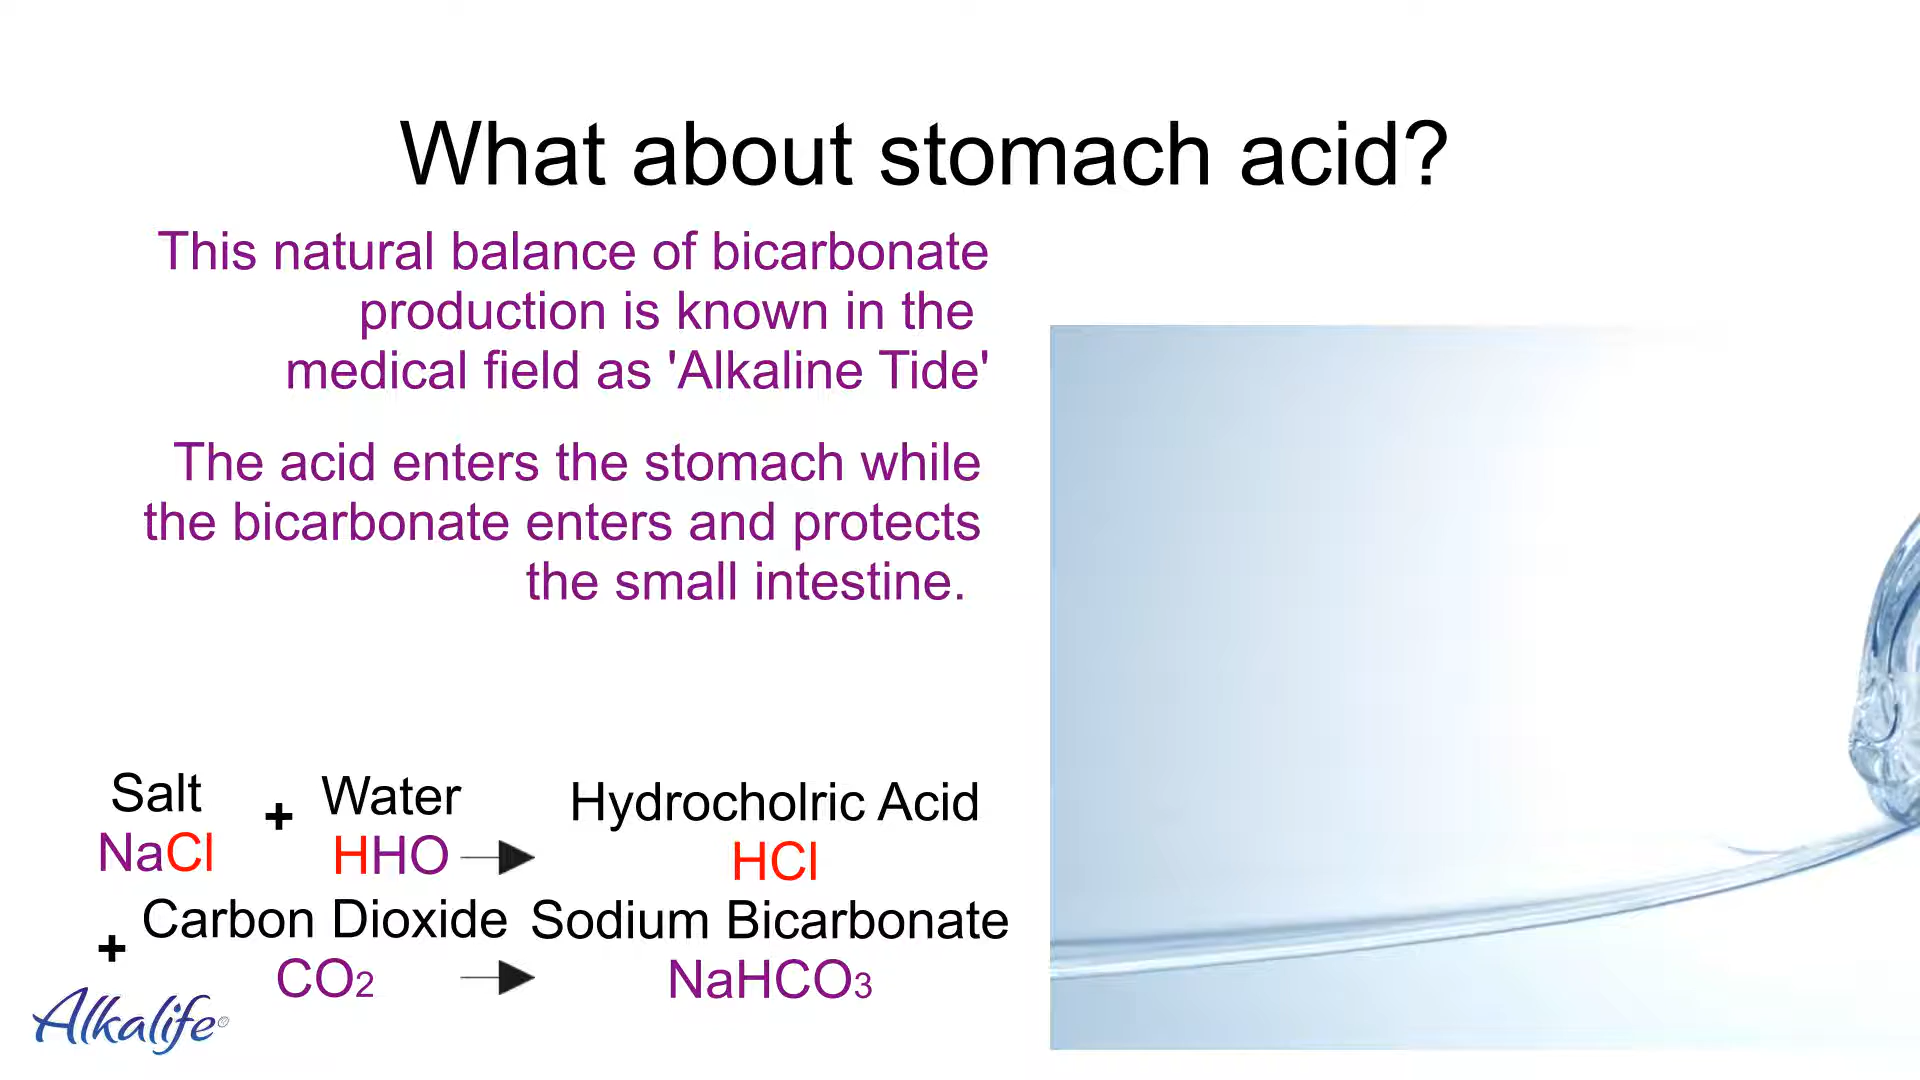 What about stomach acid?
This natural balance of bicarbonate
production is known in the
medical field as 'Alkaline Tide'
The acid enters the stomach while
the bicarbonate enters and protects
the small intestine.
Salt + Water Hydrocholric Acid
NaCl HHO HCl
+ Carbon Dioxide Sodium Bicarbonate
CO2 NaHCO3
Alkalife